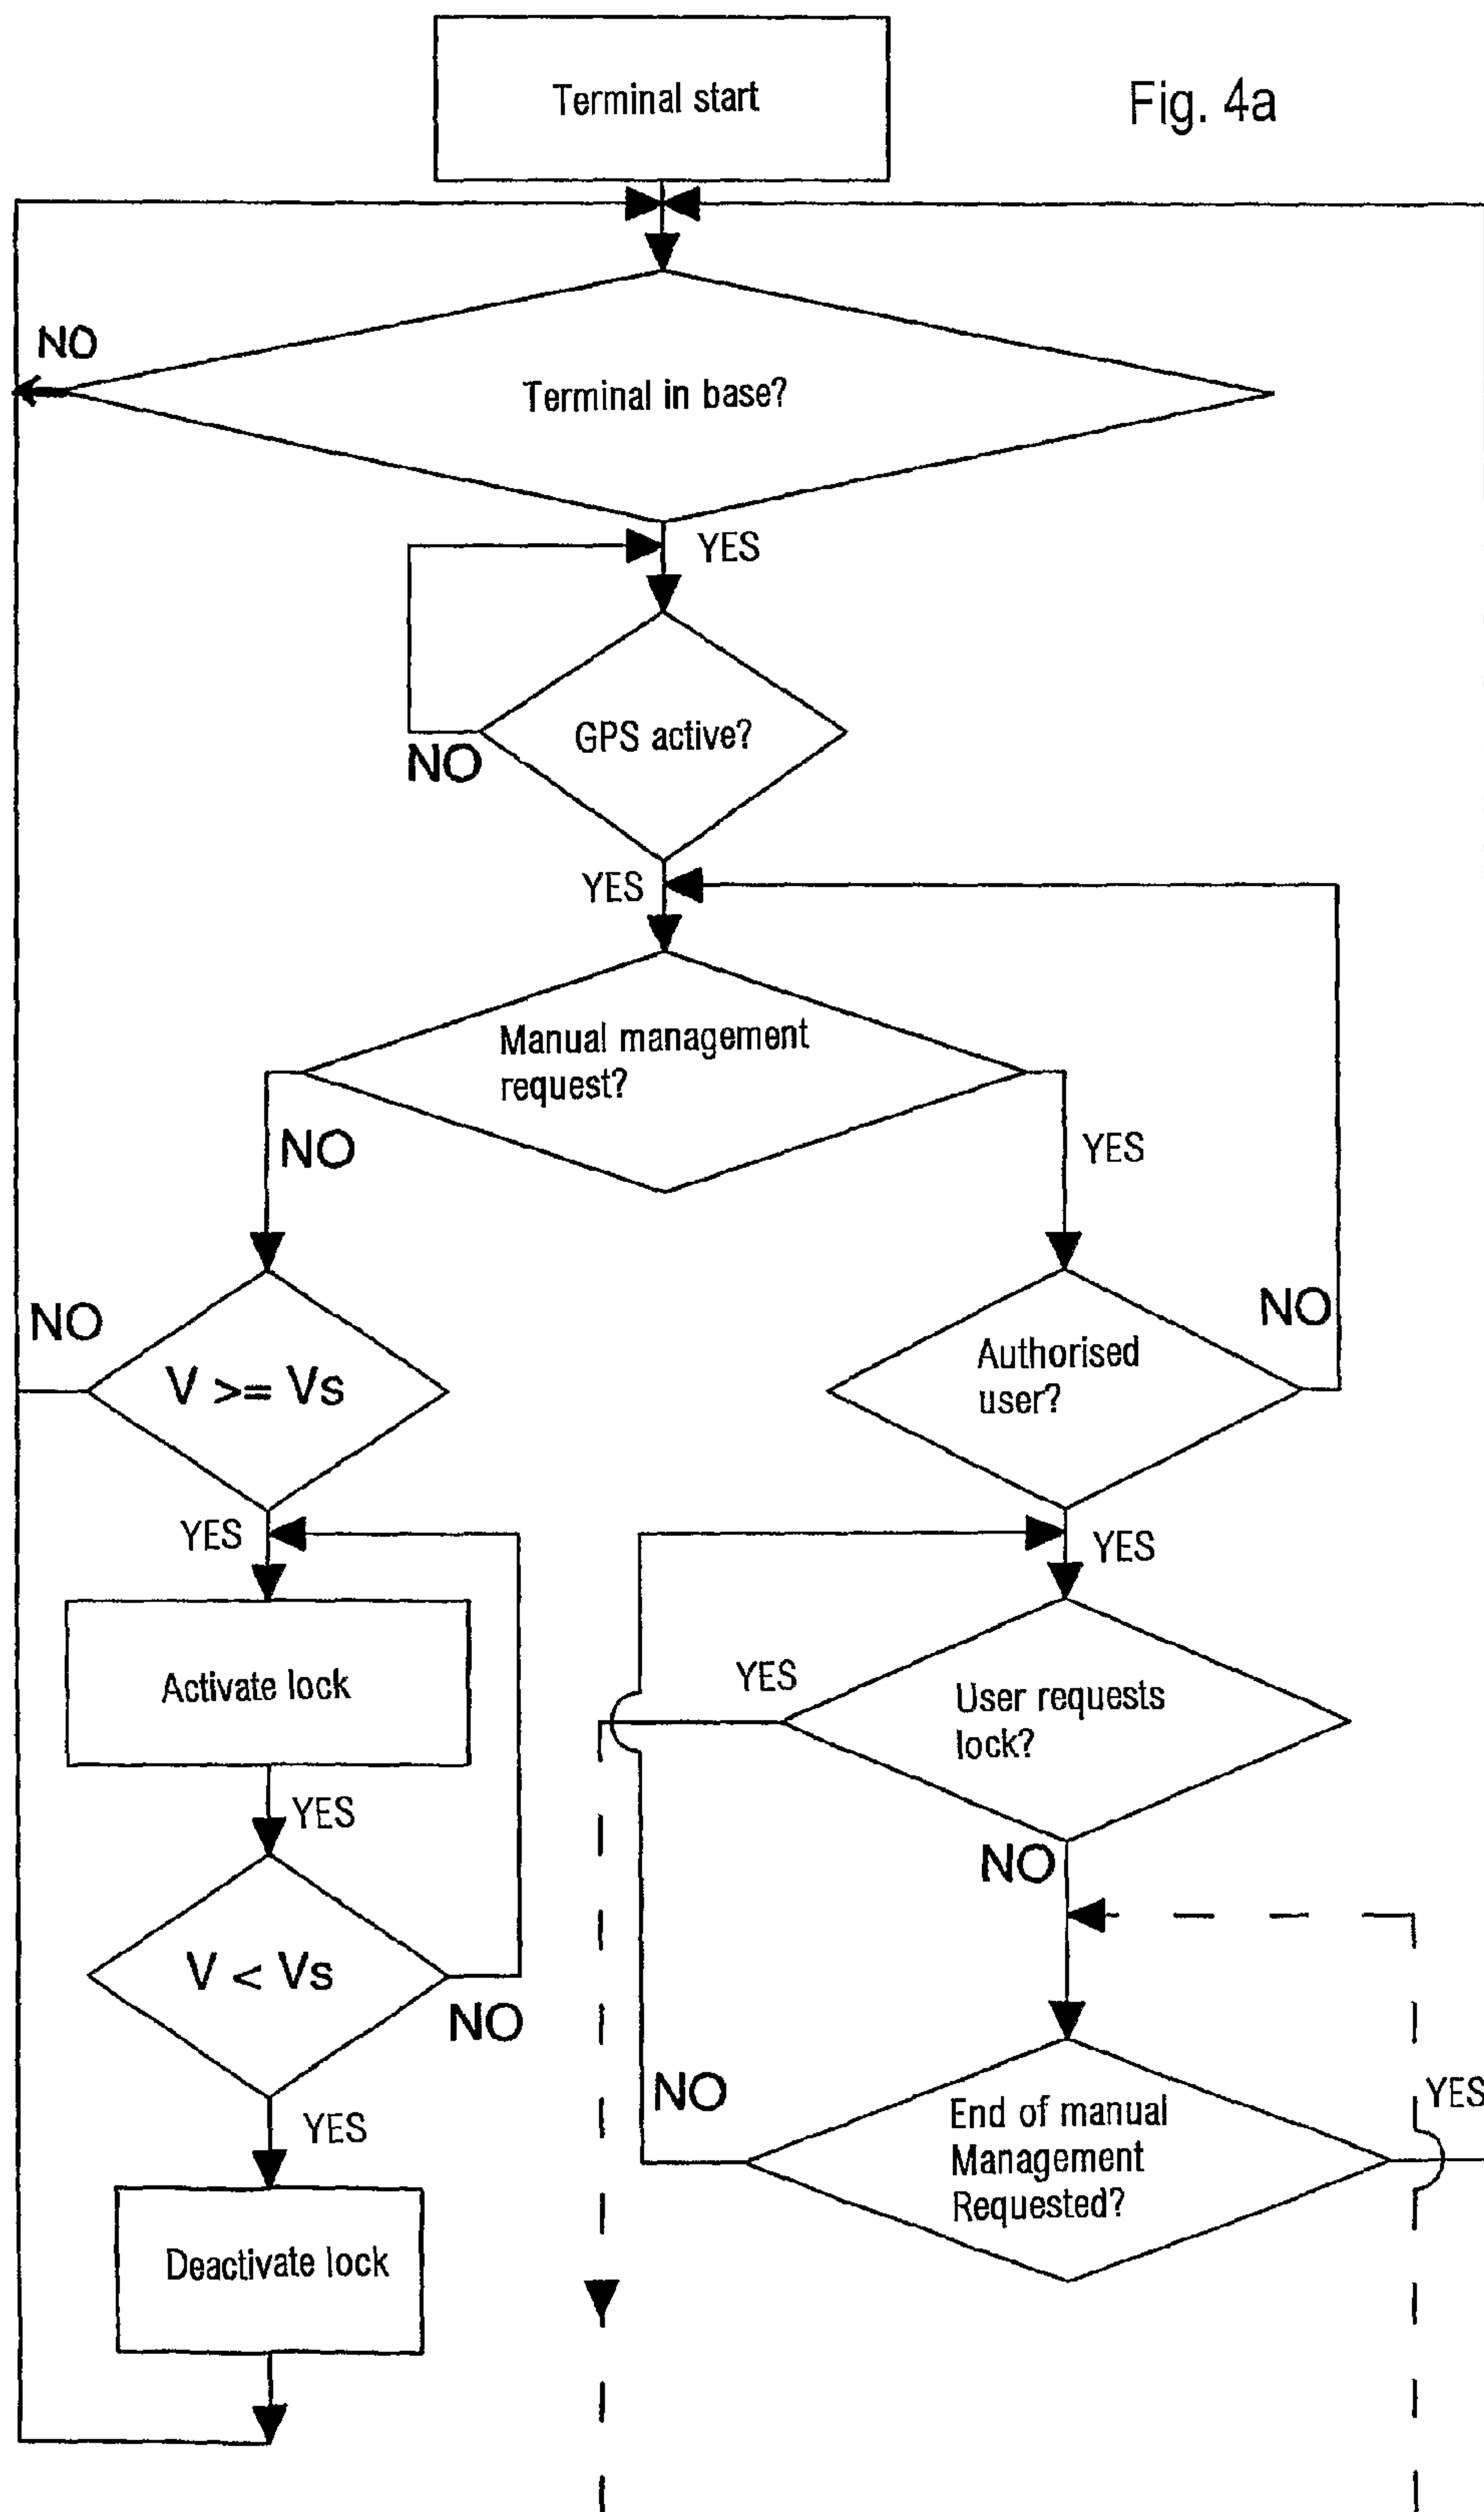 Terminal start
Fig. 4a
NO
Terminal in base?
YES
GPS active?
NO
YES
Manual management
request?
NO
YES
NO
V >= Vs
Authorised
user?
NO
YES
YES
Activate lock
YES
User requests
lock?
YES
NO
V < Vs
NO
NO
End of manual
Management
Requested?
YES
YES
Deactivate lock